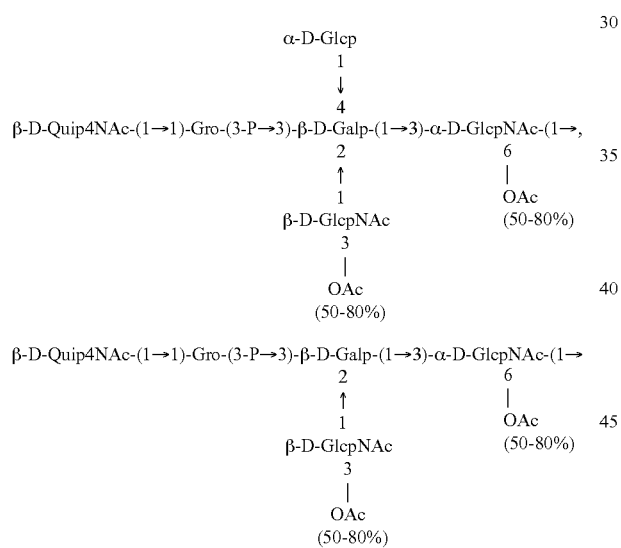 30
α-D-Glcp
1
↓
4
β-D-Quip4NAc-(1→1)-Gro-(3-P→3)-β-D-Galp-(1→3)-α-D-GlcpNAc-(1→,
35
2 6
↑ |
1 OAc
β-D-GlcpNAc (50-80%)
3
|
OAc 40
(50-80%)
β-D-Quip4NAc-(1→1)-Gro-(3-P→3)-β-D-Galp-(1→3)-α-D-GlcpNAc-(1→
2 6
↑ |
1 OAc 45
β-D-GlcpNAc (50-80%)
3
|
OAc
(50-80%)